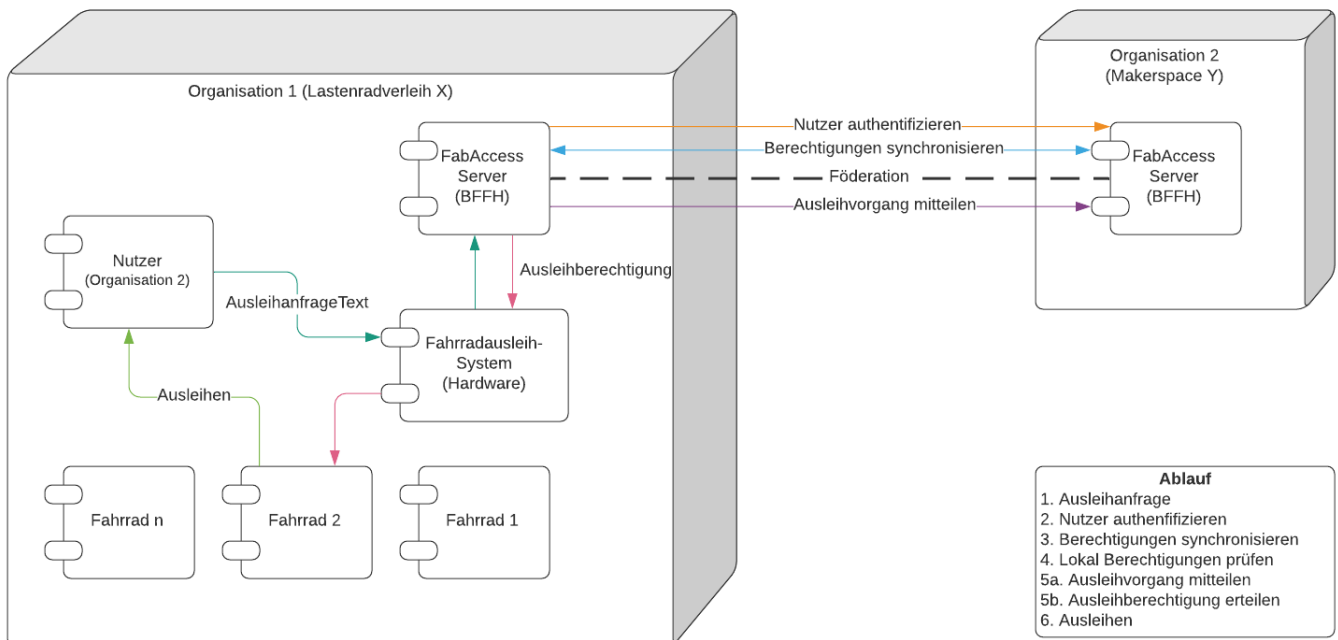 Organisation 1 (Lastenradverleih X)
Organisation 2
(Makerspace Y)
Nutzer authentifizieren
Berechtigungen synchronisieren
Föderation
Ausleihvorgang mitteilen
FabAccess
Server
(BFFH)
FabAccess
Server
(BFFH)
Nutzer
(Organisation 2)
Ausleihberechtigung
AusleihanfrageText
Fahrradausleih-
System
(Hardware)
Ausleihen
Fahrrad n
Fahrrad 2
Fahrrad 1
Ablauf
1. Ausleihanfrage
2. Nutzer authenfifizieren
3. Berechtigungen synchronisieren
4. Lokal Berechtigungen prüfen
5a. Ausleihvorgang mitteilen
5b. Ausleihberechtigung erteilen
6. Ausleihen